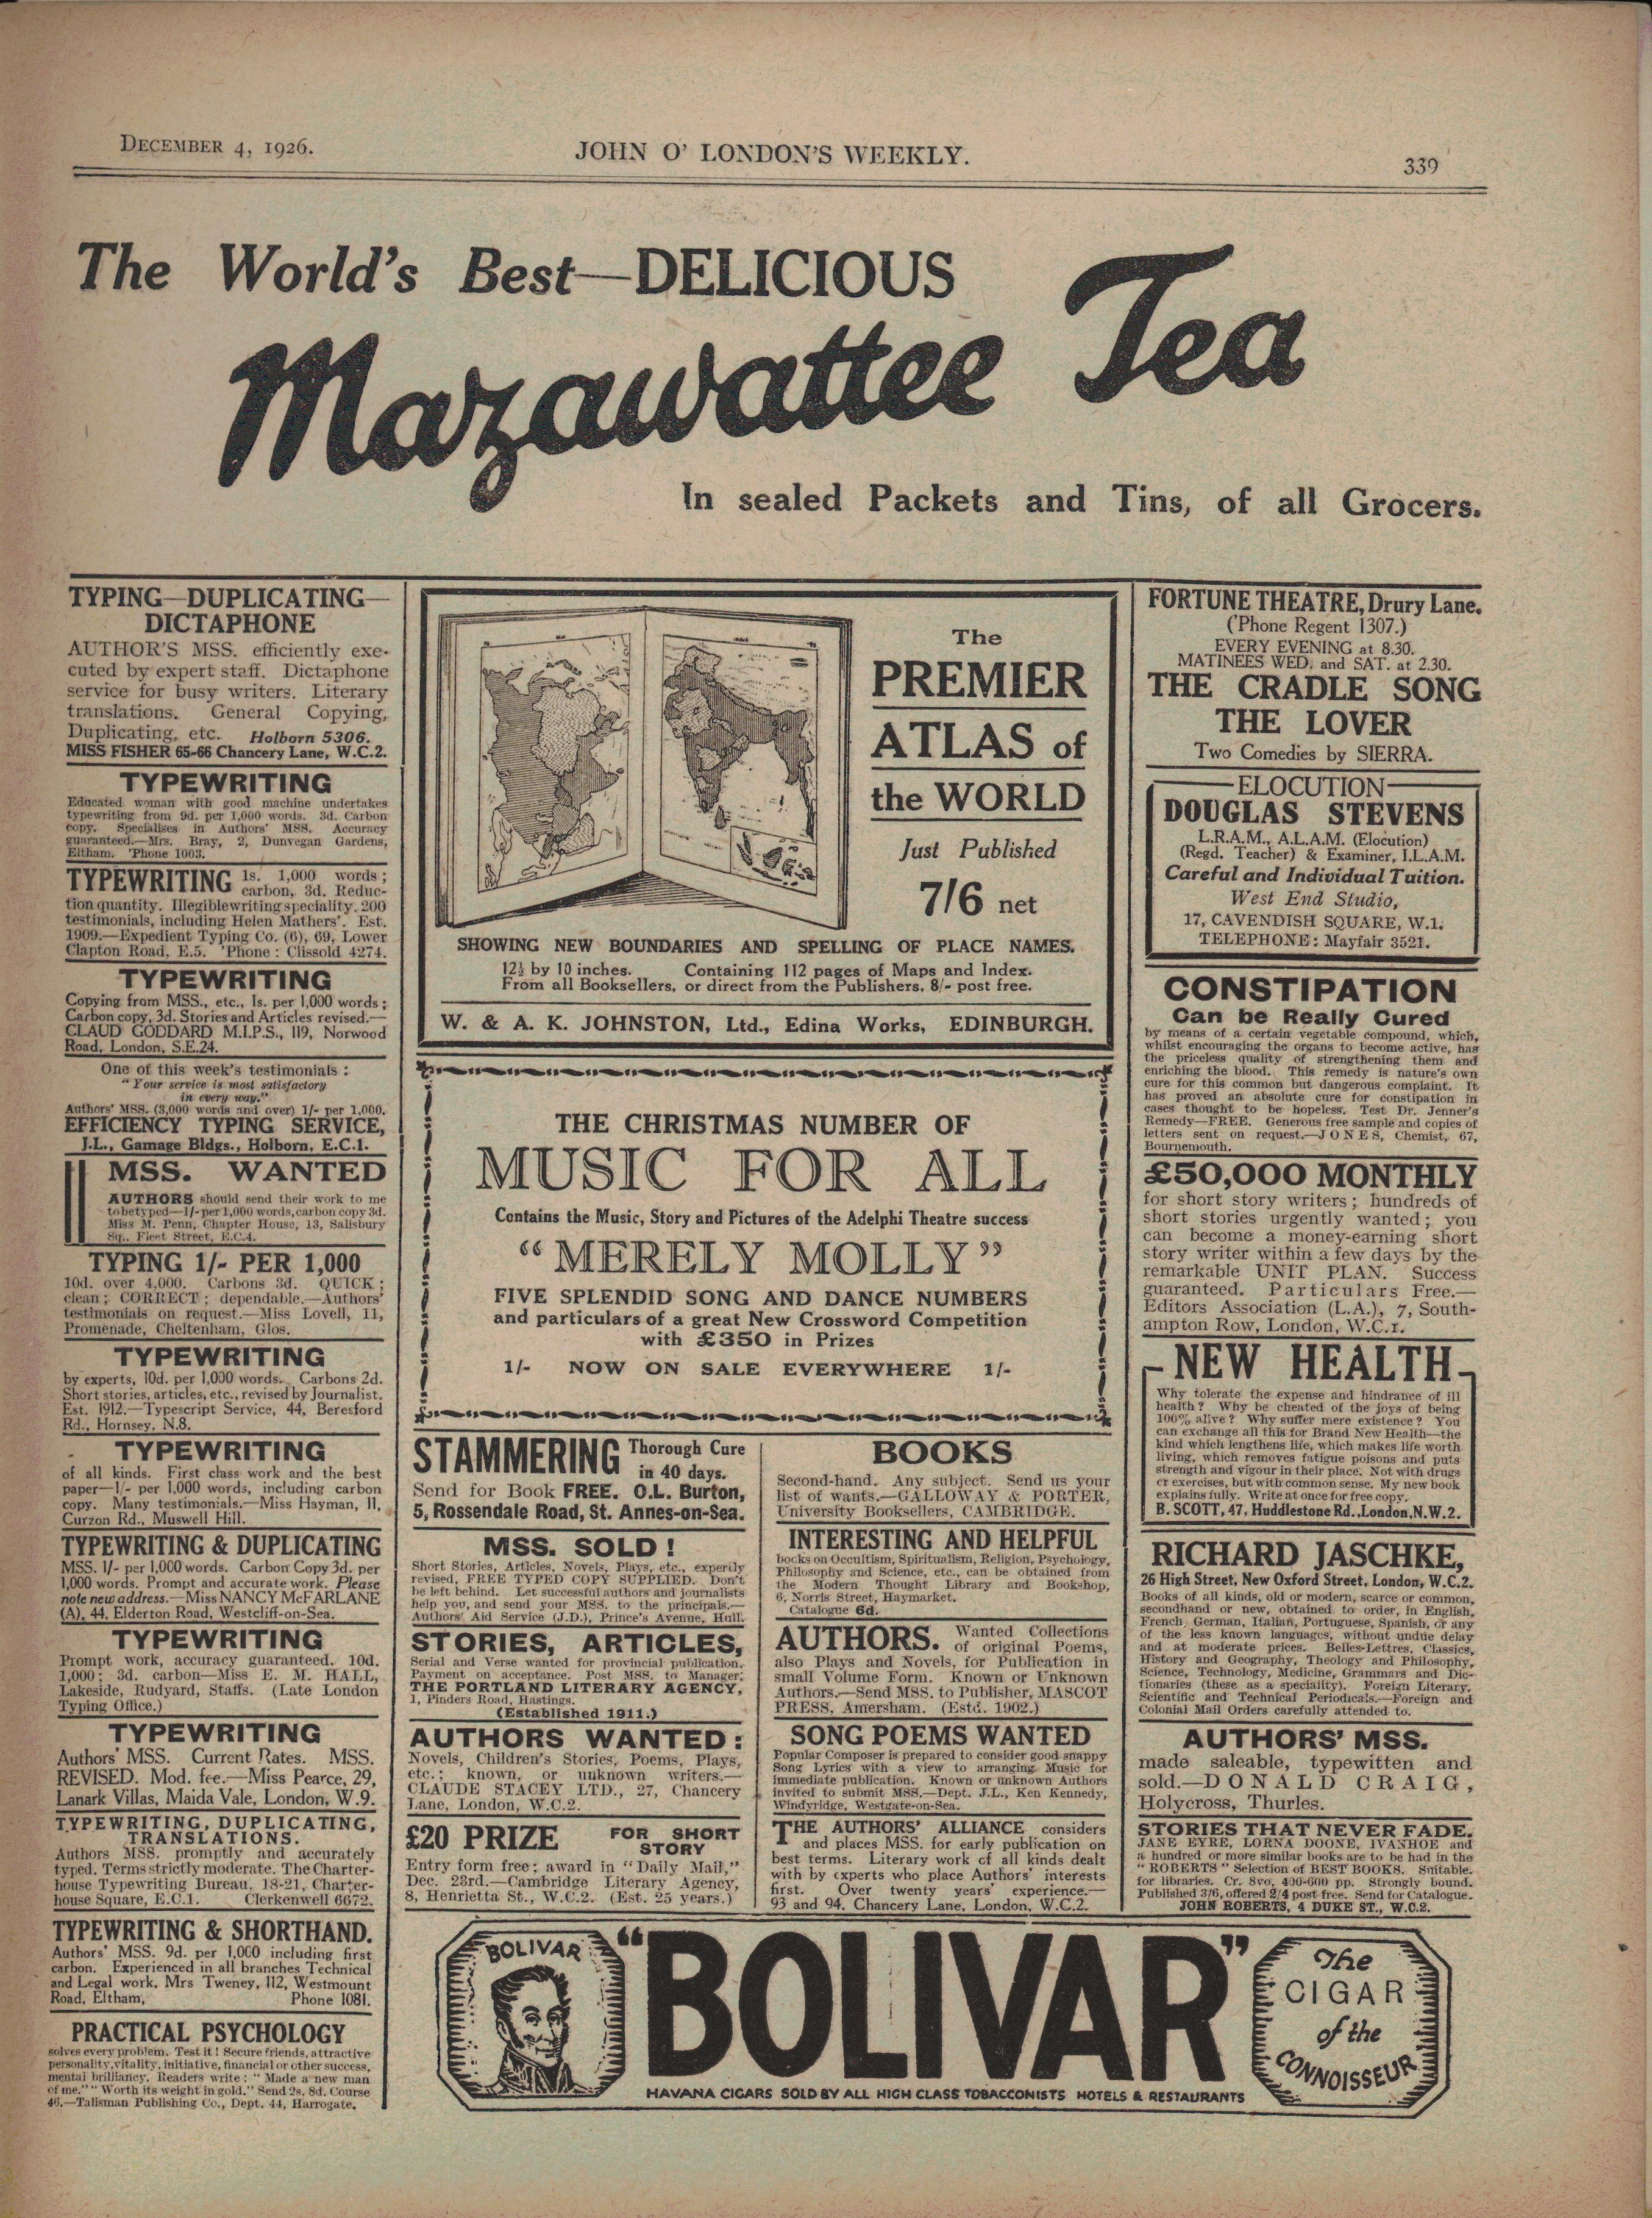 DECEMBER 4, 1926.
JOHN O' LONDON'S WEEKLY.
339
The World's Best—DELICIOUS
Mazawattee Tea
In sealed Packets and Tins, of all Grocers.
TYPING—DUPLICATING—
DICTAPHONE
AUTHOR'S MSS. efficiently exe-
cuted by expert staff. Dictaphone
service for busy writers. Literary
translations. General Copying,
Duplicating, etc. Holborn 5306.
MISS FISHER 65-66 Chancery Lane, W.C.2.
TYPEWRITING
Educated woman with good machine undertakes
typewriting from 9d. per 1,000 words. 3d. Carbon
copy. Specialises in Authors' MSS. Accuracy
guaranteed.—Mrs. Bray, 2, Dunvegan Gardens,
Eltham. 'Phone 1003.
TYPEWRITING 1s. 1,000 words;
carbon, 3d. Reduc-
tion quantity. Illegible writing speciality. 200
testimonials, including Helen Mathers'. Est.
1909.—Expedient Typing Co. (6), 69, Lower
Clapton Road, E.5. 'Phone: Clissold 4274.
TYPEWRITING
Copying from MSS., etc., 1s. per 1,000 words;
Carbon copy, 3d. Stories and Articles revised.—
CLAUD GODDARD M.I.P.S., 119, Norwood
Road, London, S.E.24.
One of this week's testimonials:
"Your service is most satisfactory
in every way."
Authors' MSS. (3,000 words and over) 1/- per 1,000.
EFFICIENCY TYPING SERVICE,
J.L., Gamage Bldgs., Holborn, E.C.1.
MSS. WANTED
AUTHORS should send their work to me
to be typed—1/- per 1,000 words, carbon copy 3d.
Miss M. Penn, Chapter House, 13, Salisbury
Sq., Fleet Street, E.C.4.
TYPING 1/- PER 1,000
10d. over 4,000. Carbons 3d. QUICK;
clean; CORRECT; dependable.—Authors'
testimonials on request.—Miss Lovell, 11,
Promenade, Cheltenham, Glos.
TYPEWRITING
by experts, 10d. per 1,000 words. Carbons 2d.
Short stories, articles, etc., revised by Journalist.
Est. 1912.—Typescript Service, 44, Beresford
Rd., Hornsey, N.8.
TYPEWRITING
of all kinds. First class work and the best
paper—1/- per 1,000 words, including carbon
copy. Many testimonials.—Miss Hayman, 11,
Curzon Rd., Muswell Hill.
TYPEWRITING & DUPLICATING
MSS. 1/- per 1,000 words. Carbon Copy 3d. per
1,000 words. Prompt and accurate work. Please
note new address.—Miss NANCY McFARLANE
(A), 44, Elderton Road, Westcliff-on-Sea.
TYPEWRITING
Prompt work, accuracy guaranteed. 10d.
1,000; 3d. carbon—Miss E. M. HALL,
Lakeside, Rudyard, Staffs. (Late London
Typing Office.)
TYPEWRITING
Authors' MSS. Current Rates. MSS.
REVISED. Mod. fee.—Miss Pearce, 29,
Lanark Villas, Maida Vale, London, W.9.
TYPEWRITING, DUPLICATING,
TRANSLATIONS.
Authors MSS. promptly and accurately
typed. Terms strictly moderate. The Charter-
house Typewriting Bureau, 18-21, Charter-
house Square, E.C.1. Clerkenwell 6672.
TYPEWRITING & SHORTHAND.
Authors' MSS. 9d. per 1,000 including first
carbon. Experienced in all branches Technical
and Legal work. Mrs Tweney, 112, Westmount
Road, Eltham, Phone 1081.
PRACTICAL PSYCHOLOGY
solves every problem. Test it! Secure friends, attractive
personality, vitality, initiative, financial or other success,
mental brilliancy. Readers write: "Made a new man
of me." "Worth its weight in gold." Send 2s. 8d. Course
46.—Talisman Publishing Co., Dept. 44, Harrogate.
The
PREMIER
ATLAS of
the WORLD
Just Published
7/6 net
SHOWING NEW BOUNDARIES AND SPELLING OF PLACE NAMES.
12½ by 10 inches. Containing 112 pages of Maps and Index.
From all Booksellers, or direct from the Publishers, 8/- post free.
W. & A. K. JOHNSTON, Ltd., Edina Works, EDINBURGH.
THE CHRISTMAS NUMBER OF
MUSIC FOR ALL
Contains the Music, Story and Pictures of the Adelphi Theatre success
"MERELY MOLLY"
FIVE SPLENDID SONG AND DANCE NUMBERS
and particulars of a great New Crossword Competition
with £350 in Prizes
1/- NOW ON SALE EVERYWHERE 1/-
STAMMERING Thorough Cure
in 40 days.
Send for Book FREE. O.L. Burton,
5, Rossendale Road, St. Annes-on-Sea.
MSS. SOLD!
Short Stories, Articles, Novels, Plays, etc., expertly
revised, FREE TYPED COPY SUPPLIED. Don't
be left behind. Let successful authors and journalists
help you, and send your MSS. to the principals.—
Authors' Aid Service (J.D.), Prince's Avenue, Hull.
STORIES, ARTICLES,
Serial and Verse wanted for provincial publication.
Payment on acceptance. Post MSS. to Manager;
THE PORTLAND LITERARY AGENCY,
1, Pinders Road, Hastings.
(Established 1911.)
AUTHORS WANTED:
Novels, Children's Stories, Poems, Plays,
etc.; known, or unknown writers.—
CLAUDE STACEY LTD., 27, Chancery
Lane, London, W.C.2.
£20 PRIZE FOR SHORT
STORY
Entry form free; award in "Daily Mail,"
Dec. 23rd.—Cambridge Literary Agency,
8, Henrietta St., W.C.2. (Est. 25 years.)
BOOKS
Second-hand. Any subject. Send us your
list of wants.—GALLOWAY & PORTER,
University Booksellers, CAMBRIDGE.
INTERESTING AND HELPFUL
books on Occultism, Spiritualism, Religion, Psychology,
Philosophy and Science, etc., can be obtained from
the Modern Thought Library and Bookshop,
6, Norris Street, Haymarket.
Catalogue 6d.
AUTHORS. Wanted Collections
of original Poems,
also Plays and Novels, for Publication in
small Volume Form. Known or Unknown
Authors.—Send MSS. to Publisher, MASCOT
PRESS, Amersham. (Estd. 1902.)
SONG POEMS WANTED
Popular Composer is prepared to consider good snappy
Song Lyrics with a view to arranging Music for
immediate publication. Known or unknown Authors
invited to submit MSS.—Dept. J.L., Ken Kennedy,
Windyridge, Westgate-on-Sea.
THE AUTHORS' ALLIANCE considers
and places MSS. for early publication on
best terms. Literary work of all kinds dealt
with by experts who place Authors' interests
first. Over twenty years' experience.—
93 and 94, Chancery Lane, London, W.C.2.
FORTUNE THEATRE, Drury Lane.
('Phone Regent 1307.)
EVERY EVENING at 8.30.
MATINEES WED. and SAT. at 2.30.
THE CRADLE SONG
THE LOVER
Two Comedies by SIERRA.
ELOCUTION
DOUGLAS STEVENS
L.R.A.M., A.L.A.M. (Elocution)
(Regd. Teacher) & Examiner, I.L.A.M.
Careful and Individual Tuition.
West End Studio,
17, CAVENDISH SQUARE, W.1.
TELEPHONE: Mayfair 3521.
CONSTIPATION
Can be Really Cured
by means of a certain vegetable compound, which,
whilst encouraging the organs to become active, has
the priceless quality of strengthening them and
enriching the blood. This remedy is nature's own
cure for this common but dangerous complaint. It
has proved an absolute cure for constipation in
cases thought to be hopeless. Test Dr. Jenner's
Remedy—FREE. Generous free sample and copies of
letters sent on request.—JONES, Chemist, 67,
Bournemouth.
£50,000 MONTHLY
for short story writers; hundreds of
short stories urgently wanted; you
can become a money-earning short
story writer within a few days by the
remarkable UNIT PLAN. Success
guaranteed. Particulars Free.—
Editors Association (L.A.), 7, South-
ampton Row, London, W.C.1.
NEW HEALTH
Why tolerate the expense and hindrance of ill
health? Why be cheated of the joys of being
100% alive? Why suffer mere existence? You
can exchange all this for Brand New Health—the
kind which lengthens life, which makes life worth
living, which removes fatigue poisons and puts
strength and vigour in their place. Not with drugs
or exercises, but with common sense. My new book
explains fully. Write at once for free copy.
B. SCOTT, 47, Huddlestone Rd., London, N.W.2.
RICHARD JASCHKE,
26 High Street, New Oxford Street, London, W.C.2.
Books of all kinds, old or modern, scarce or common,
secondhand or new, obtained to order, in English,
French, German, Italian, Portuguese, Spanish, or any
of the less known languages, without undue delay
and at moderate prices. Belles-Lettres, Classics,
History and Geography, Theology and Philosophy,
Science, Technology, Medicine, Grammars and Dic-
tionaries (these as a speciality). Foreign Literary,
Scientific and Technical Periodicals.—Foreign and
Colonial Mail Orders carefully attended to.
AUTHORS' MSS.
made saleable, typewitten and
sold.—DONALD CRAIG,
Holycross, Thurles.
STORIES THAT NEVER FADE.
JANE EYRE, LORNA DOONE, IVANHOE and
a hundred or more similar books are to be had in the
"ROBERTS" Selection of BEST BOOKS. Suitable
for libraries. Cr. 8vo, 400-600 pp. Strongly bound.
Published 3/6, offered 2/4 post free. Send for Catalogue.
JOHN ROBERTS, 4 DUKE ST., W.C.2.
BOLIVAR
"BOLIVAR"
HAVANA CIGARS SOLD BY ALL HIGH CLASS TOBACCONISTS HOTELS & RESTAURANTS
The
CIGAR
of the
CONNOISSEUR